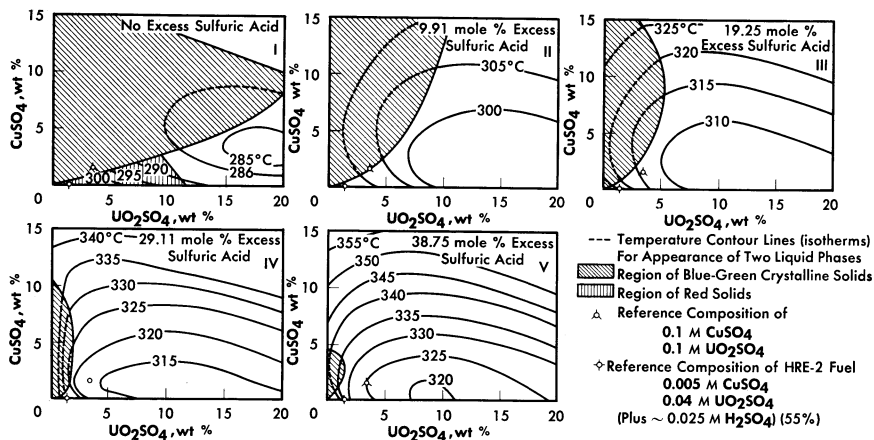 No Excess Sulfuric Acid
I
15
10
5
0
CuSO4, wt %
285°C
286
300
295
290
0
5
10
15
20
UO2SO4, wt %
9.91 mole % Excess
Sulfuric Acid
II
15
10
5
0
CuSO4 wt %
305°C
300
5
10
15
20
UO2SO4, wt %
325°C
19.25 mole %
Excess Sulfuric Acid
III
320
315
310
15
10
5
0
CuSO4, wt %
0
5
10
15
20
UO2SO4, wt %
340°C
29.11 mole % Excess
Sulfuric Acid
IV
335
330
325
320
315
15
10
5
0
CuSO4, wt %
0
5
10
15
20
UO2SO4, wt %
355°C
38.75 mole % Excess
Sulfuric Acid
V
350
345
340
335
330
325
320
15
10
5
0
CuSO4, wt %
0
5
10
15
20
UO2SO4, wt %
Temperature Contour Lines (isotherms)
For Appearance of Two Liquid Phases
Region of Blue-Green Crystalline Solids
Region of Red Solids
Reference Composition of
0.1 M CuSO4
0.1 M UO2SO4
Reference Composition of HRE-2 Fuel
0.005 M CuSO4
0.04 M UO2SO4
(Plus ~ 0.025 M H2SO4) (55%)